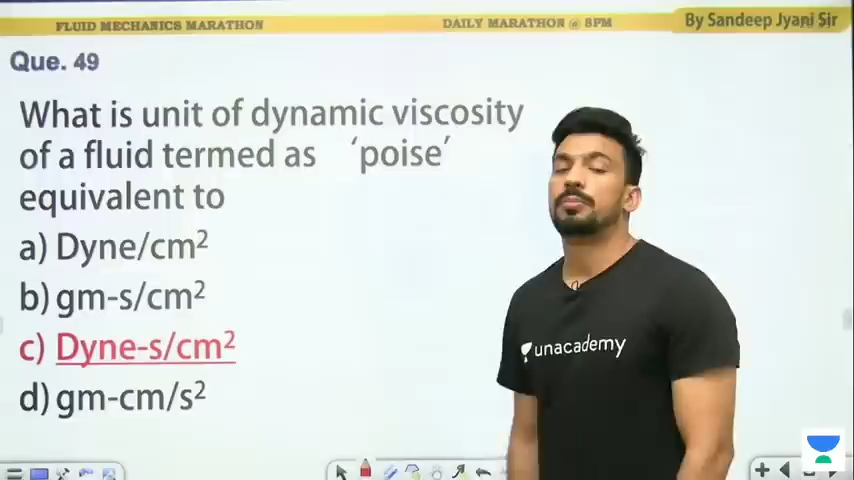 FLUID MECHANICS MARATHON
DAILY MARATHON @ 8PM
By Sandeep Jyani Sir
Que. 49
What is unit of dynamic viscosity
of a fluid termed as 'poise'
equivalent to
a) Dyne/cm²
b) gm-s/cm²
c) Dyne-s/cm²
d) gm-cm/s²
unacademy